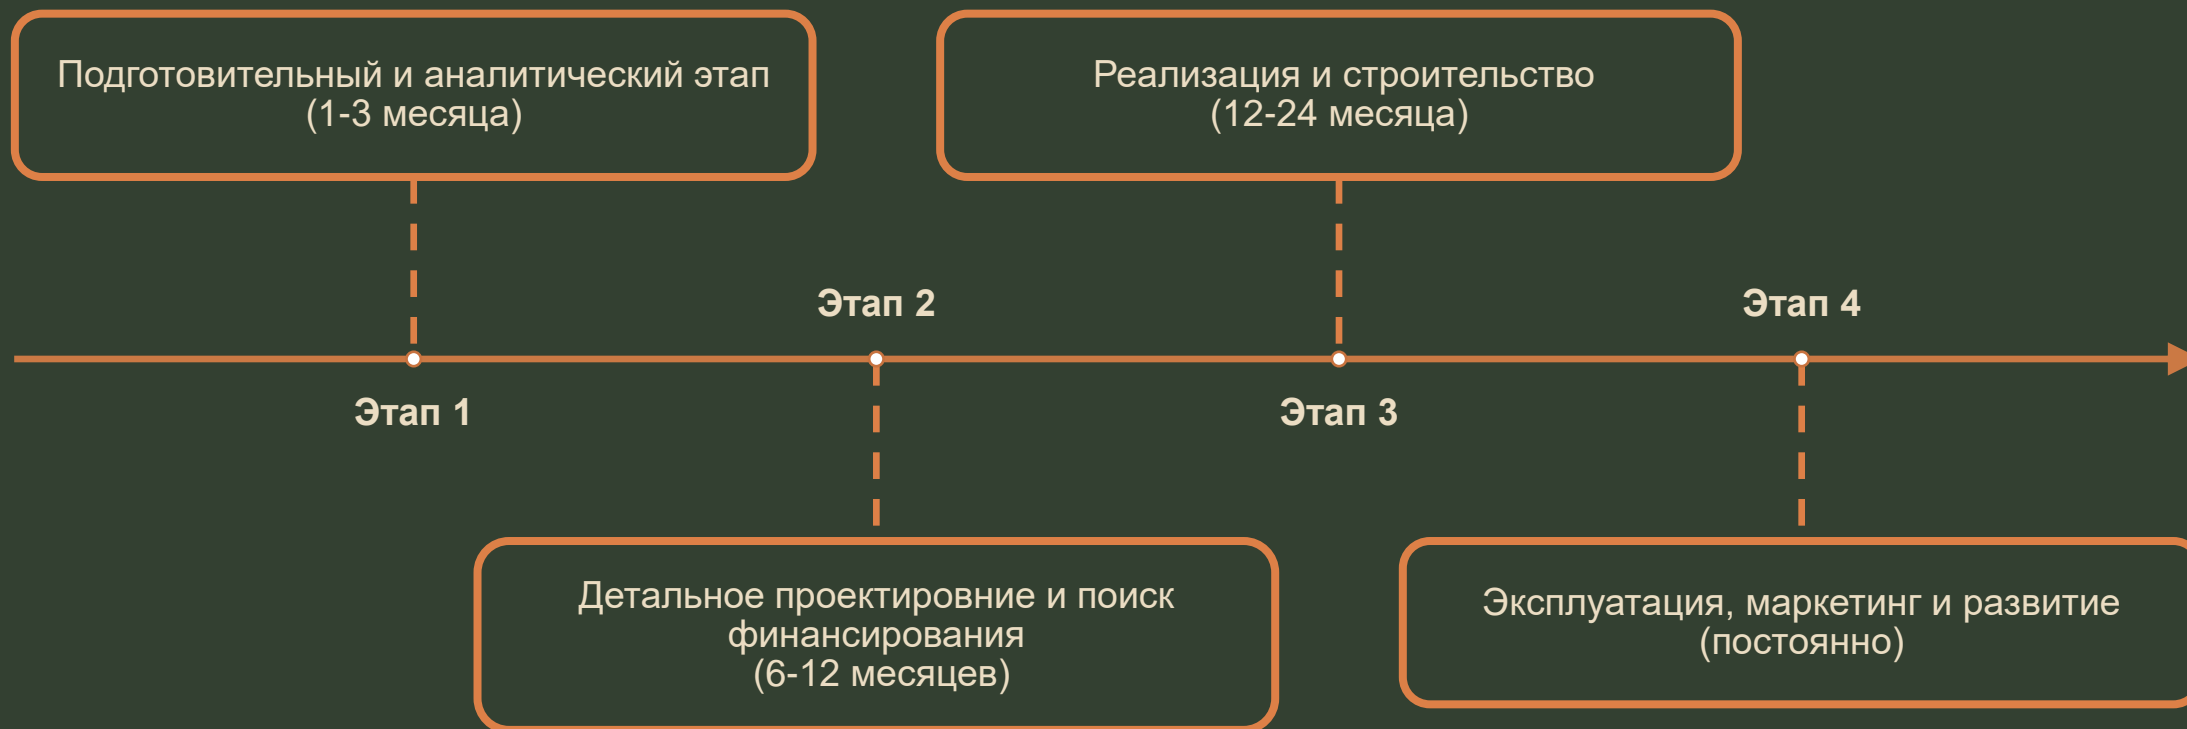 Подготовительный и аналитический этап
(1-3 месяца)
Реализация и строительство
(12-24 месяца)
Этап 2
Этап 4
Этап 1
Этап 3
Детальное проектировние и поиск
финансирования
(6-12 месяцев)
Эксплуатация, маркетинг и развитие
(постоянно)